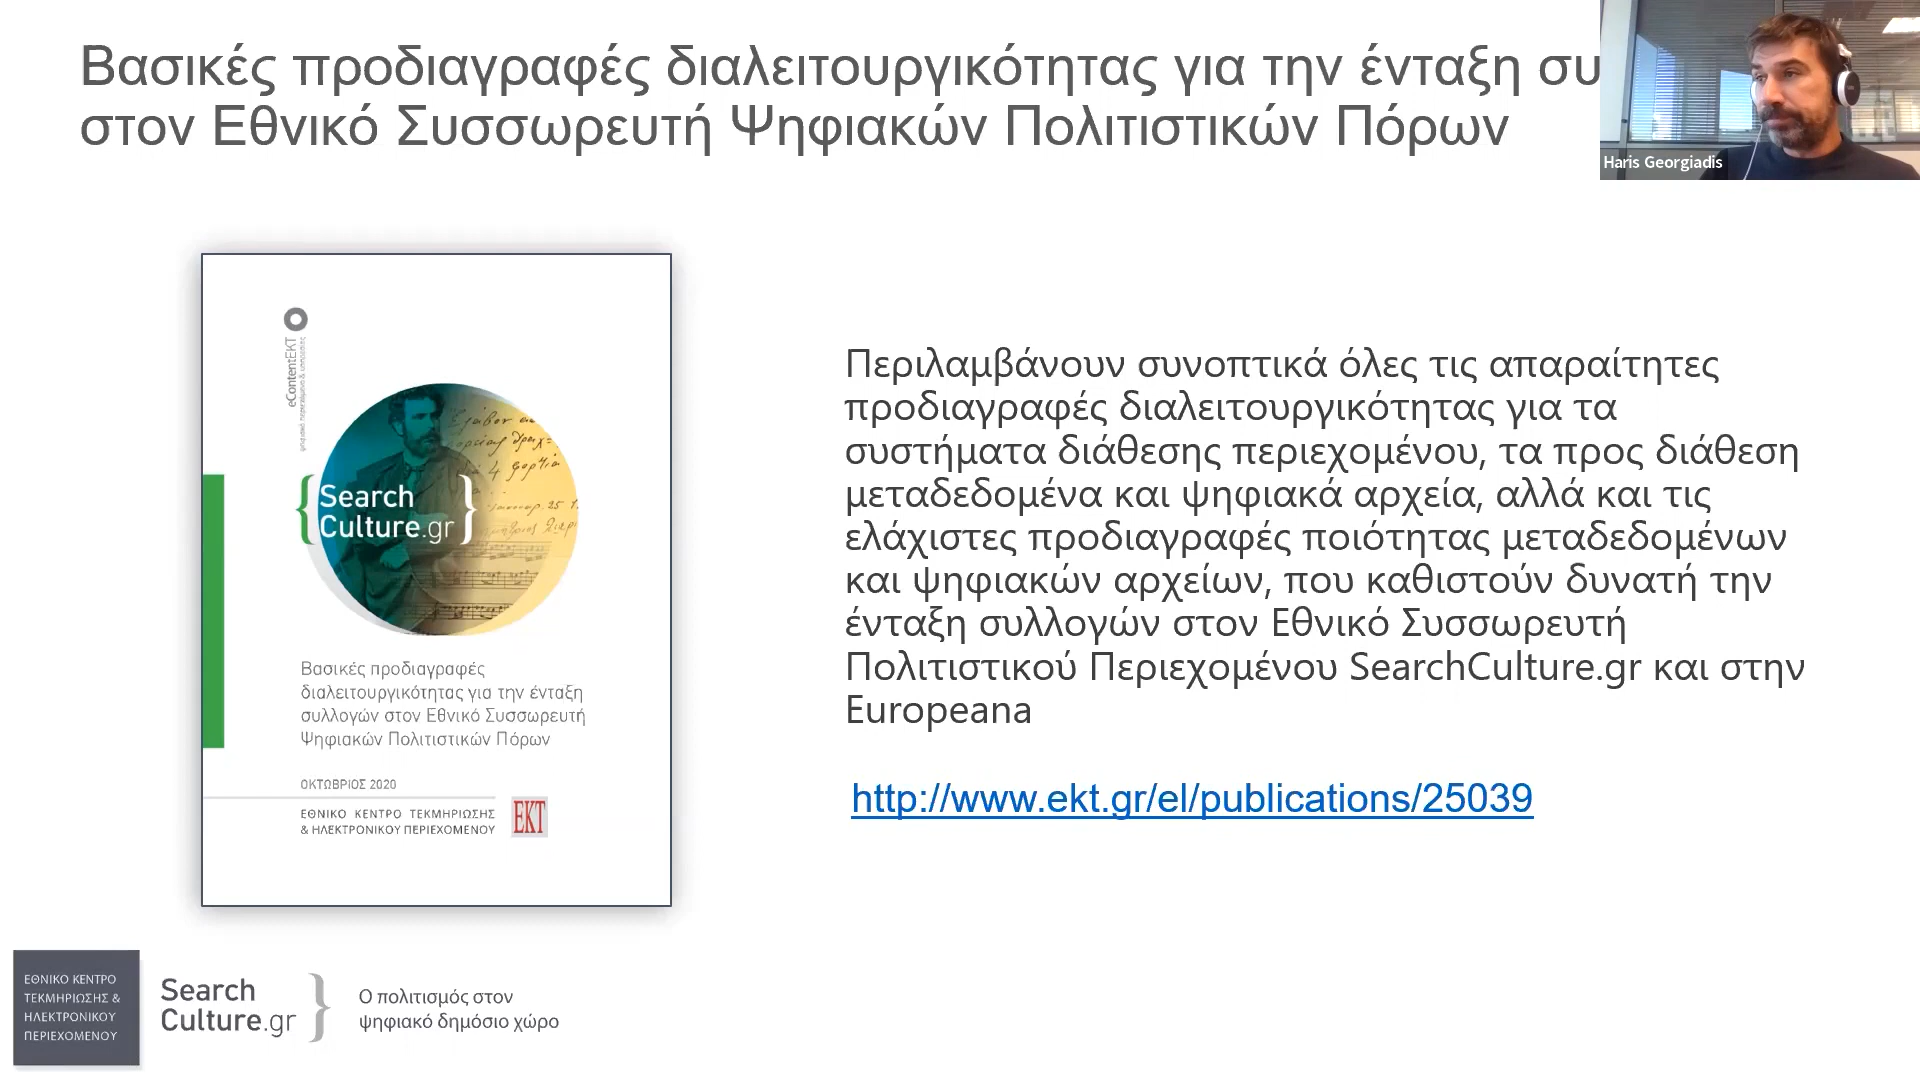 Βασικές προδιαγραφές διαλειτουργικότητας για την ένταξη συ
στον Εθνικό Συσσωρευτή Ψηφιακών Πολιτιστικών Πόρων
Haris Georgiadis
eContentEKT
ψηφιακό περιεχόμενο & υπηρεσίες
{Search
Culture.gr}
Βασικές προδιαγραφές
διαλειτουργικότητας για την ένταξη
συλλογών στον Εθνικό Συσσωρευτή
Ψηφιακών Πολιτιστικών Πόρων
ΟΚΤΩΒΡΙΟΣ 2020
ΕΘΝΙΚΟ ΚΕΝΤΡΟ ΤΕΚΜΗΡΙΩΣΗΣ
& ΗΛΕΚΤΡΟΝΙΚΟΥ ΠΕΡΙΕΧΟΜΕΝΟΥ
ΕΚΤ
Περιλαμβάνουν συνοπτικά όλες τις απαραίτητες
προδιαγραφές διαλειτουργικότητας για τα
συστήματα διάθεσης περιεχομένου, τα προς διάθεση
μεταδεδομένα και ψηφιακά αρχεία, αλλά και τις
ελάχιστες προδιαγραφές ποιότητας μεταδεδομένων
και ψηφιακών αρχείων, που καθιστούν δυνατή την
ένταξη συλλογών στον Εθνικό Συσσωρευτή
Πολιτιστικού Περιεχομένου SearchCulture.gr και στην
Europeana
http://www.ekt.gr/el/publications/25039
ΕΘΝΙΚΟ ΚΕΝΤΡΟ
ΤΕΚΜΗΡΙΩΣΗΣ &
ΗΛΕΚΤΡΟΝΙΚΟΥ
ΠΕΡΙΕΧΟΜΕΝΟΥ
Search
Culture.gr}
Ο πολιτισμός στον
ψηφιακό δημόσιο χώρο